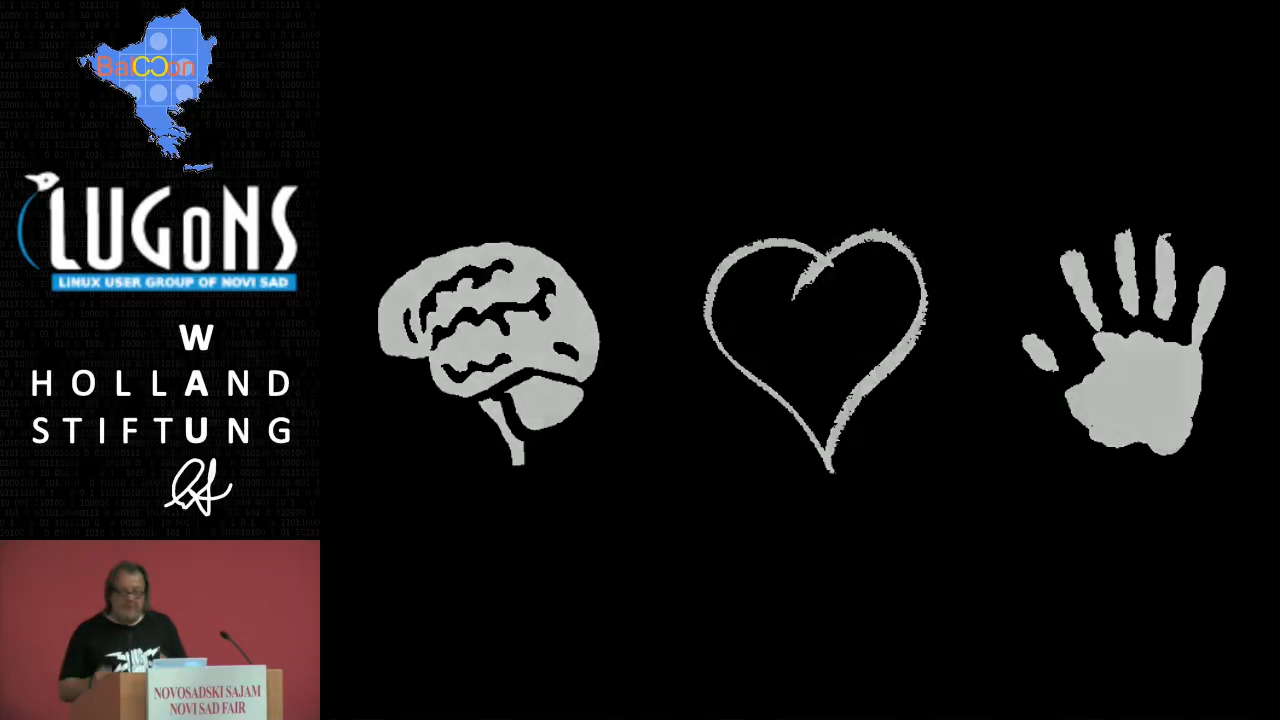 BalCCon
LUGoNS
LINUX USER GROUP OF NOVI SAD
W
HOLLAND
STIFTUNG
NOVOSADSKI SAJAM
NOVI SAD FAIR